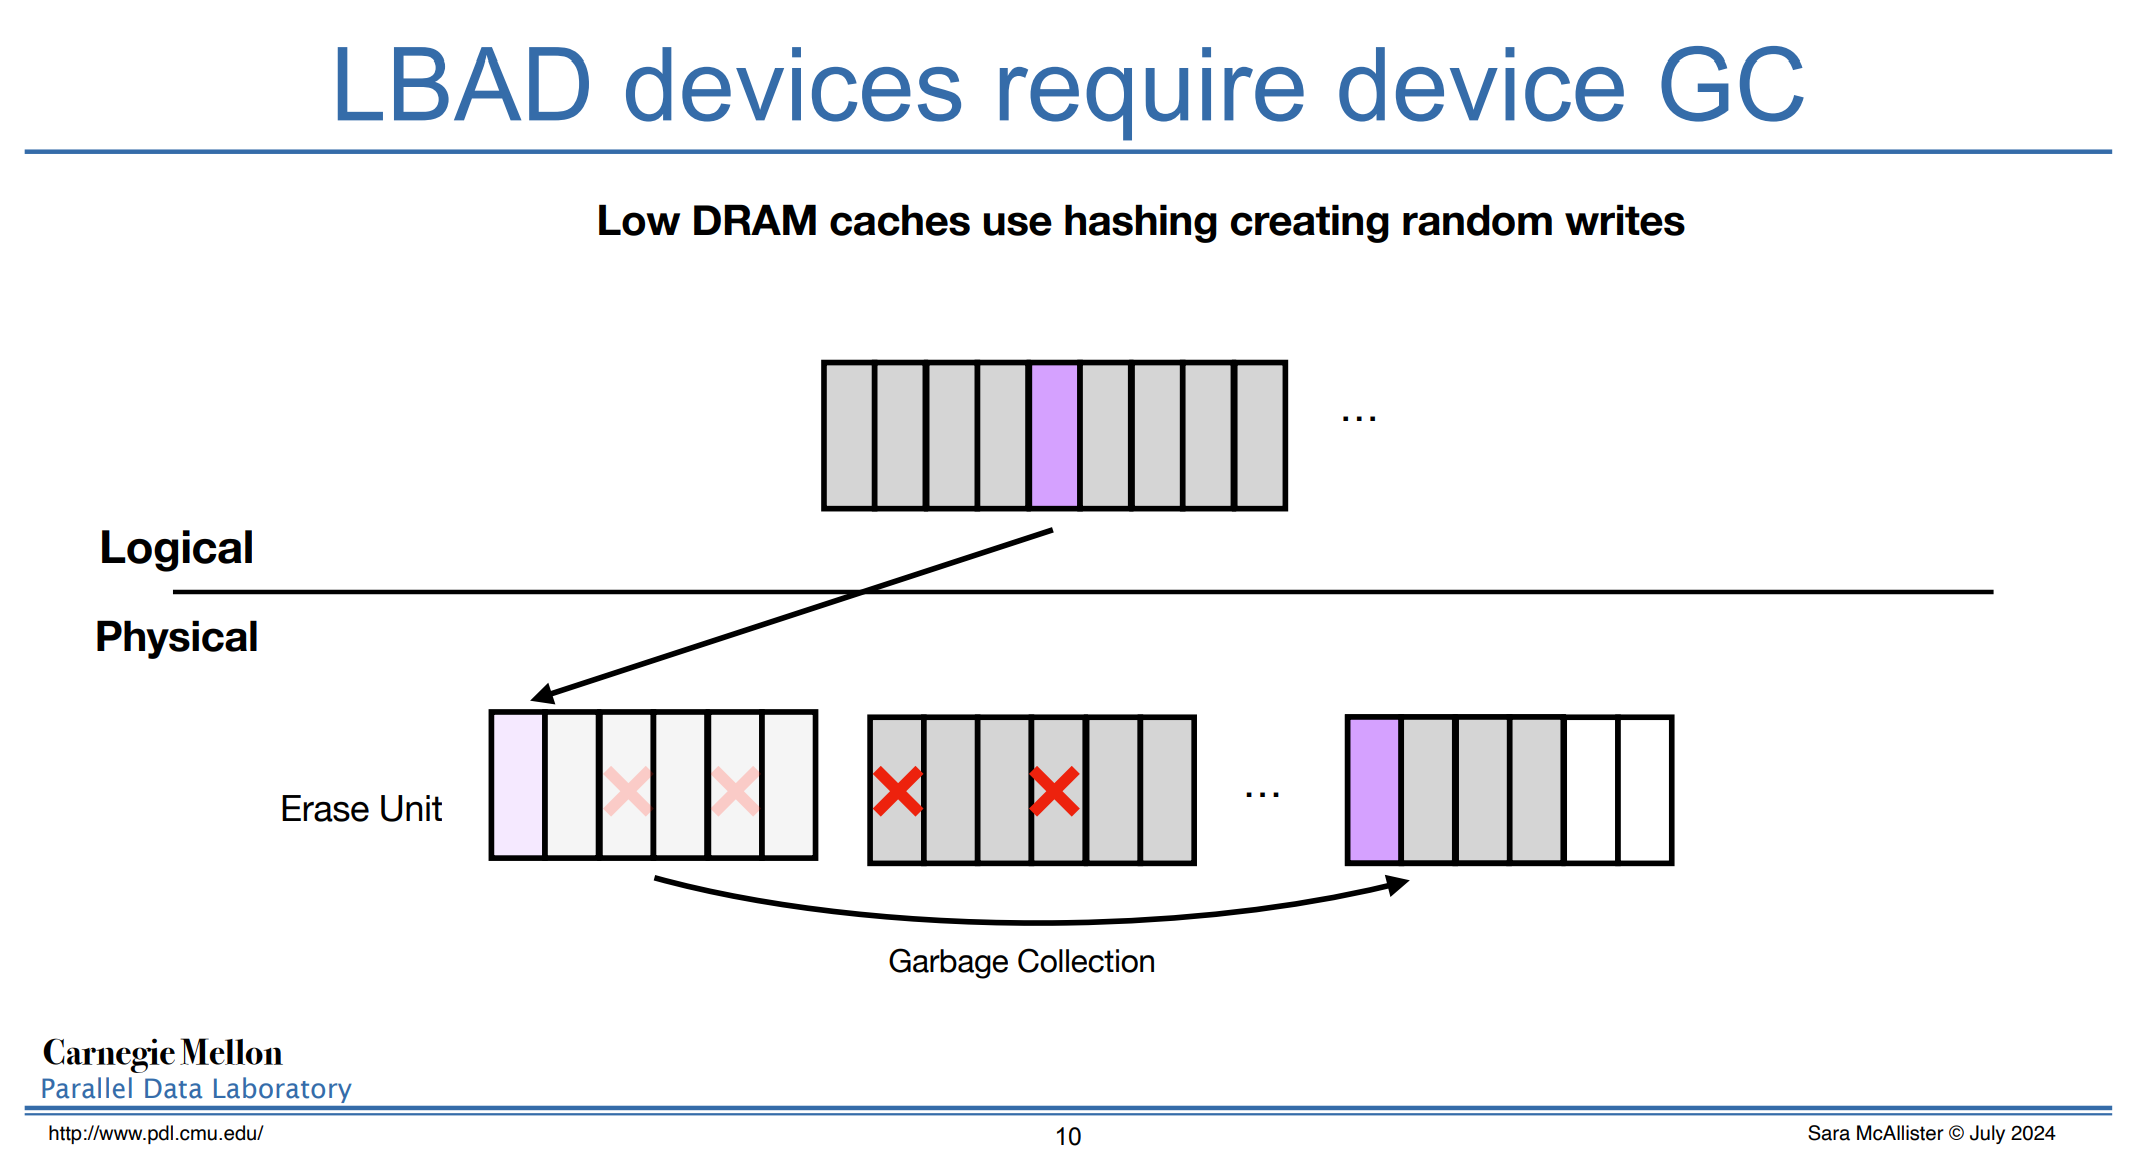 LBAD devices require device GC
Low DRAM caches use hashing creating random writes
...
Logical
Physical
Erase Unit
...
Garbage Collection
Carnegie Mellon
Parallel Data Laboratory
http://www.pdl.cmu.edu/
10
Sara McAllister © July 2024